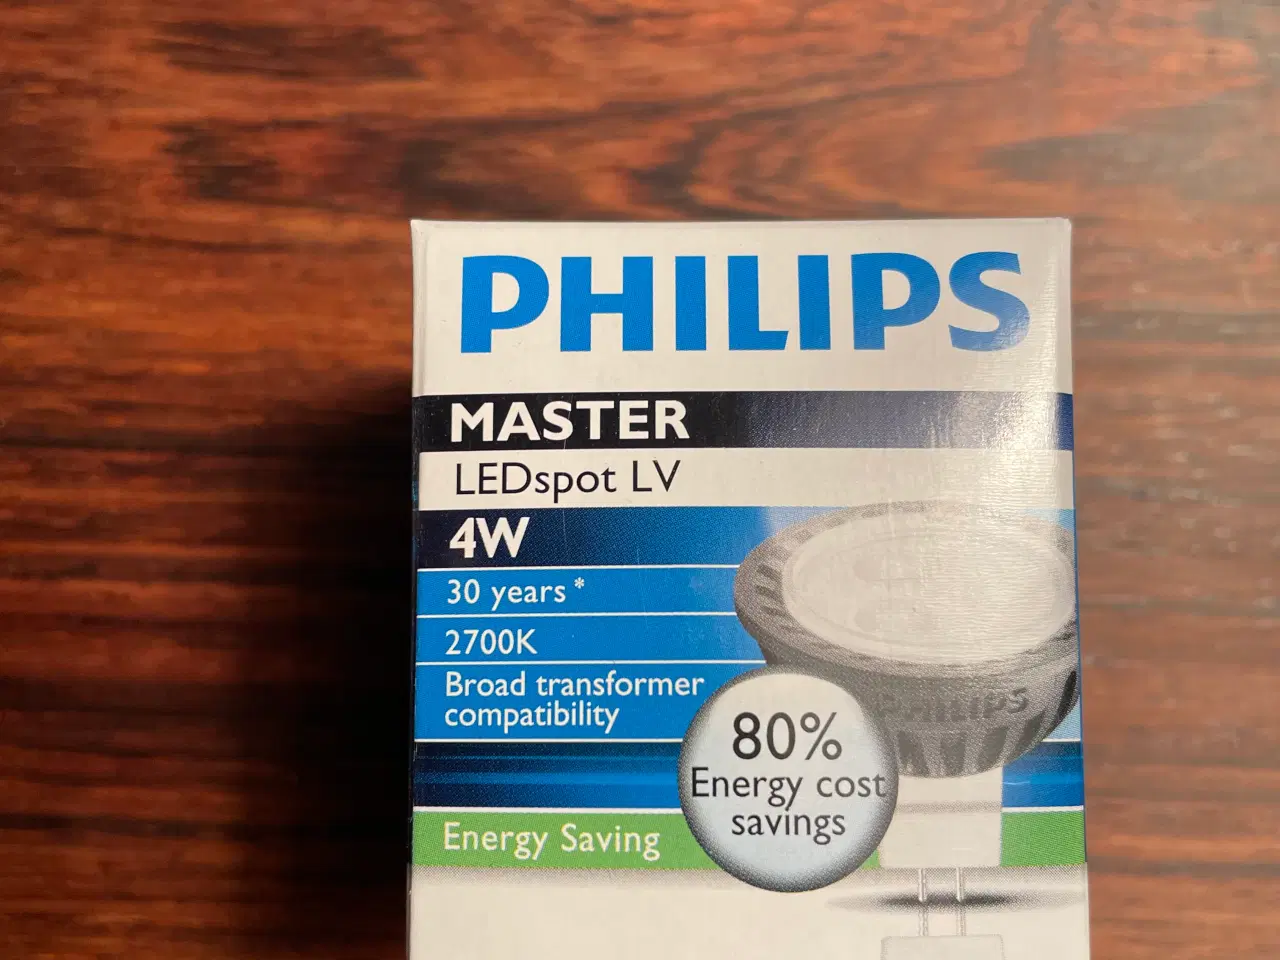 PHILIPS
MASTER
LEDspot LV
4W
30 years*
2700K
Broad transformer
compatibility
PHILIPS
80%
Energy cost
savings
Energy Saving